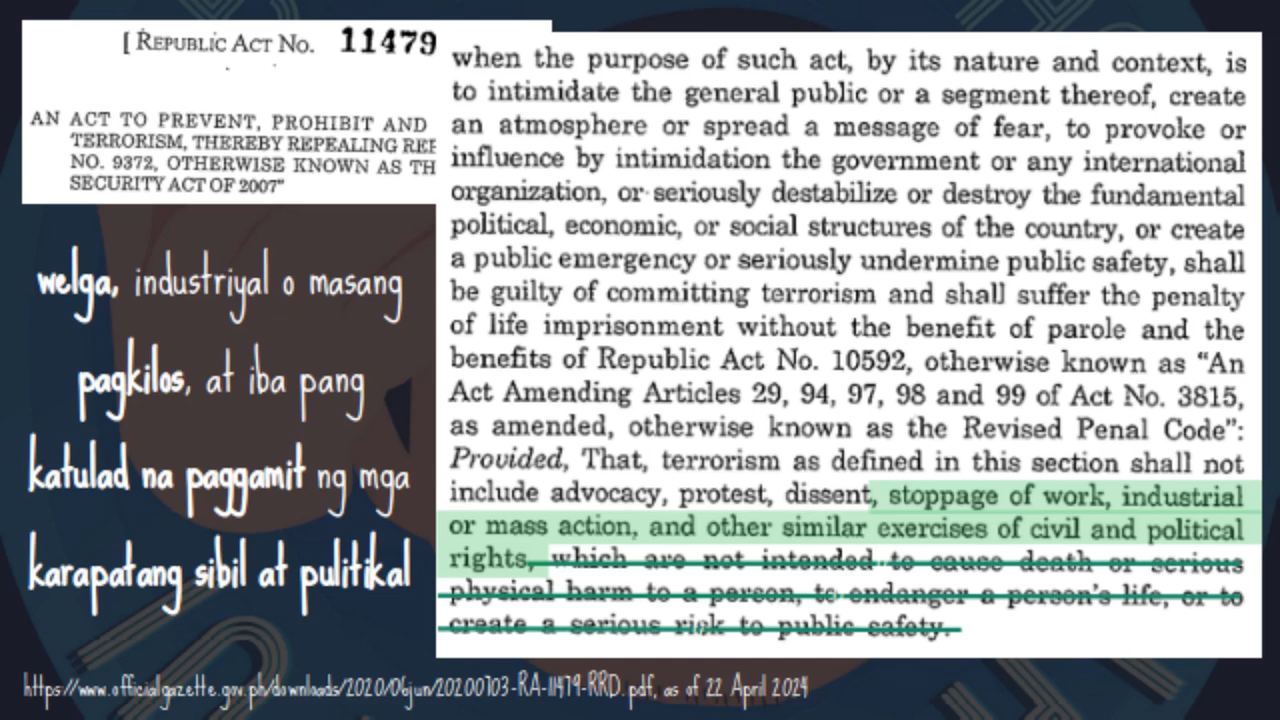 [ REPUBLIC ACT NO. 11479
AN ACT TO PREVENT, PROHIBIT AND
TERRORISM, THEREBY REPEALING REP
NO. 9372, OTHERWISE KNOWN AS TH
SECURITY ACT OF 2007"
welga, industriyal o masang
pagkilos, at iba pang
katulad na paggamit ng mga
karapatang sibil at pulitikal
when the purpose of such act, by its nature and context, is
to intimidate the general public or a segment thereof, create
an atmosphere or spread a message of fear, to provoke or
influence by intimidation the government or any international
organization, or seriously destabilize or destroy the fundamental
political, economic, or social structures of the country, or create
a public emergency or seriously undermine public safety, shall
be guilty of committing terrorism and shall suffer the penalty
of life imprisonment without the benefit of parole and the
benefits of Republic Act No. 10592, otherwise known as “An
Act Amending Articles 29, 94, 97, 98 and 99 of Act No. 3815,
as amended, otherwise known as the Revised Penal Code”:
Provided, That, terrorism as defined in this section shall not
include advocacy, protest, dissent, stoppage of work, industrial
or mass action, and other similar exercises of civil and political
rights, which are not intended to cause death or serious
physical harm to a person, to endanger a person's life, or to
create a serious risk to public safety.
https://www.officialgazette.gov.ph/downloads/2020/06jun/20200703-RA-11479-RRD.pdf, as of 22 April 2024